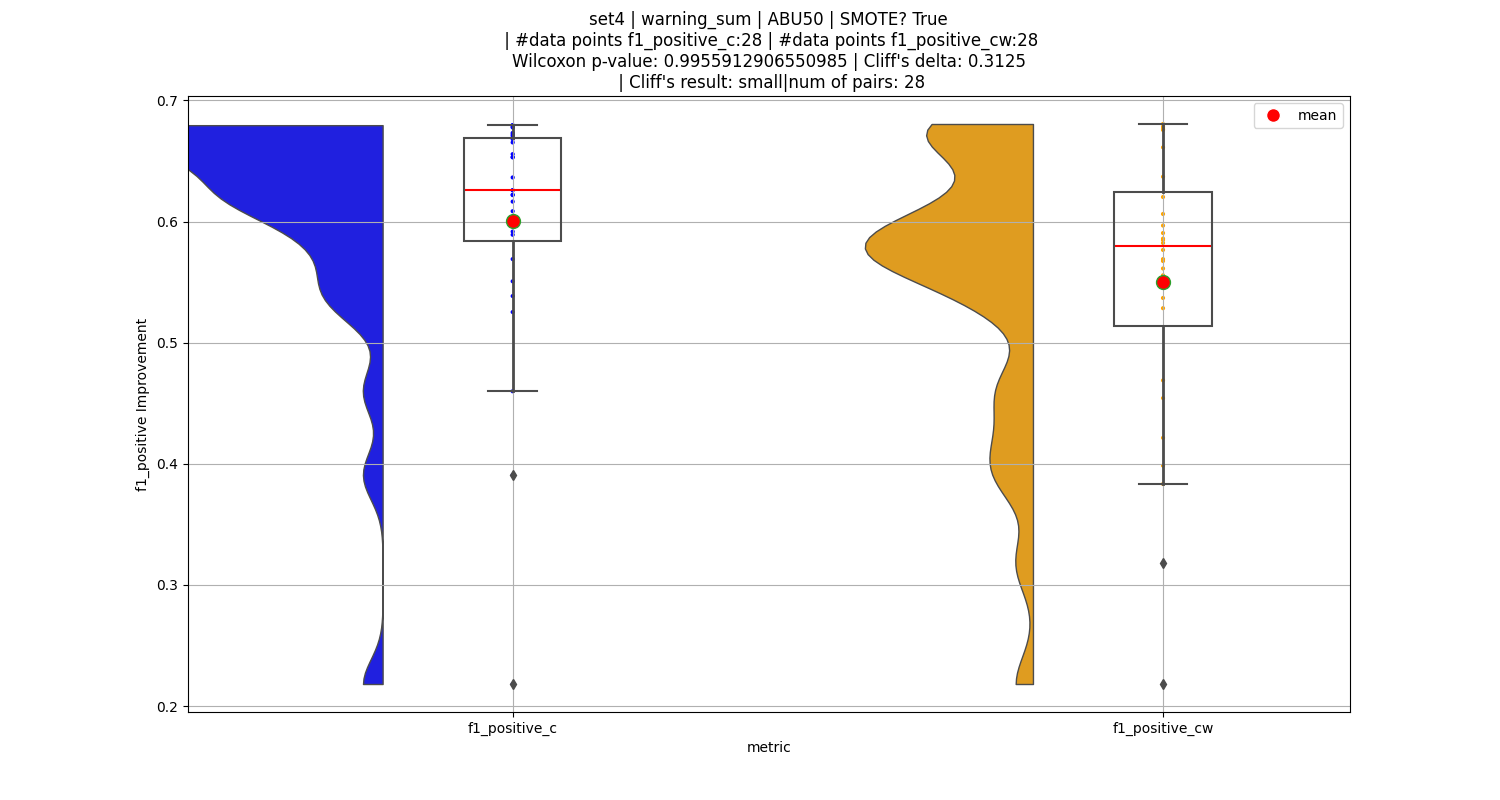 set4 | warning_sum | ABU50 | SMOTE? True
| #data points f1_positive_c:28 | #data points f1_positive_cw:28
Wilcoxon p-value: 0.9955912906550985 | Cliff's delta: 0.3125
| Cliff's result: small|num of pairs: 28
mean
f1_positive Improvement
0.7
0.6
0.5
0.4
0.3
0.2
f1_positive_c
f1_positive_cw
metric